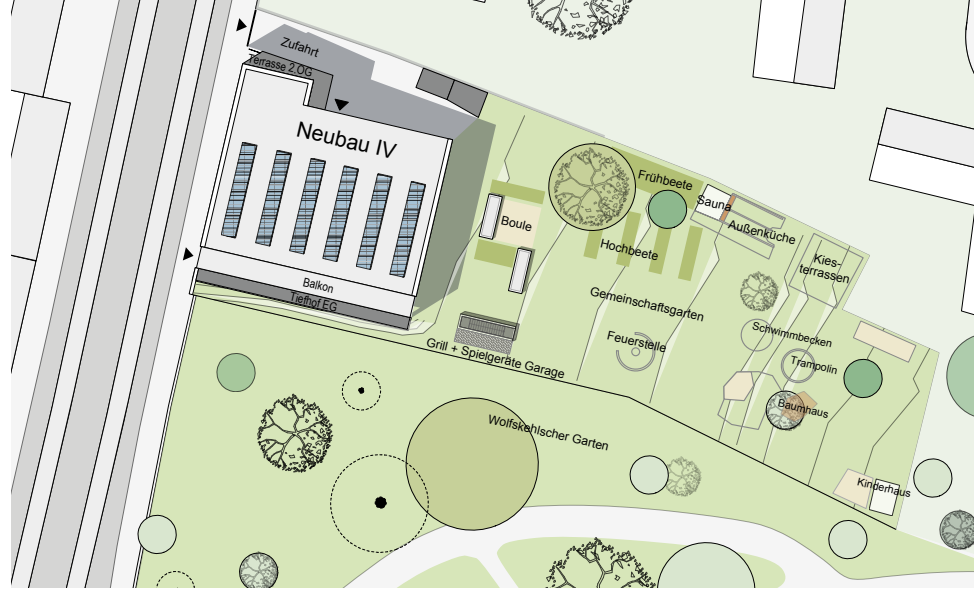 Zufahrt
Terrasse 2.OG
Neubau IV
Frühbeete
Sauna
Boule
Außenküche
Hochbeete
Kies-
terrassen
Balkon
Tiefhof EG
Gemeinschaftsgarten
Schwimmbecken
Feuerstelle
Grill + Spielgeräte Garage
Trampolin
Baumhaus
Wolfskehlscher Garten
Kinderhaus